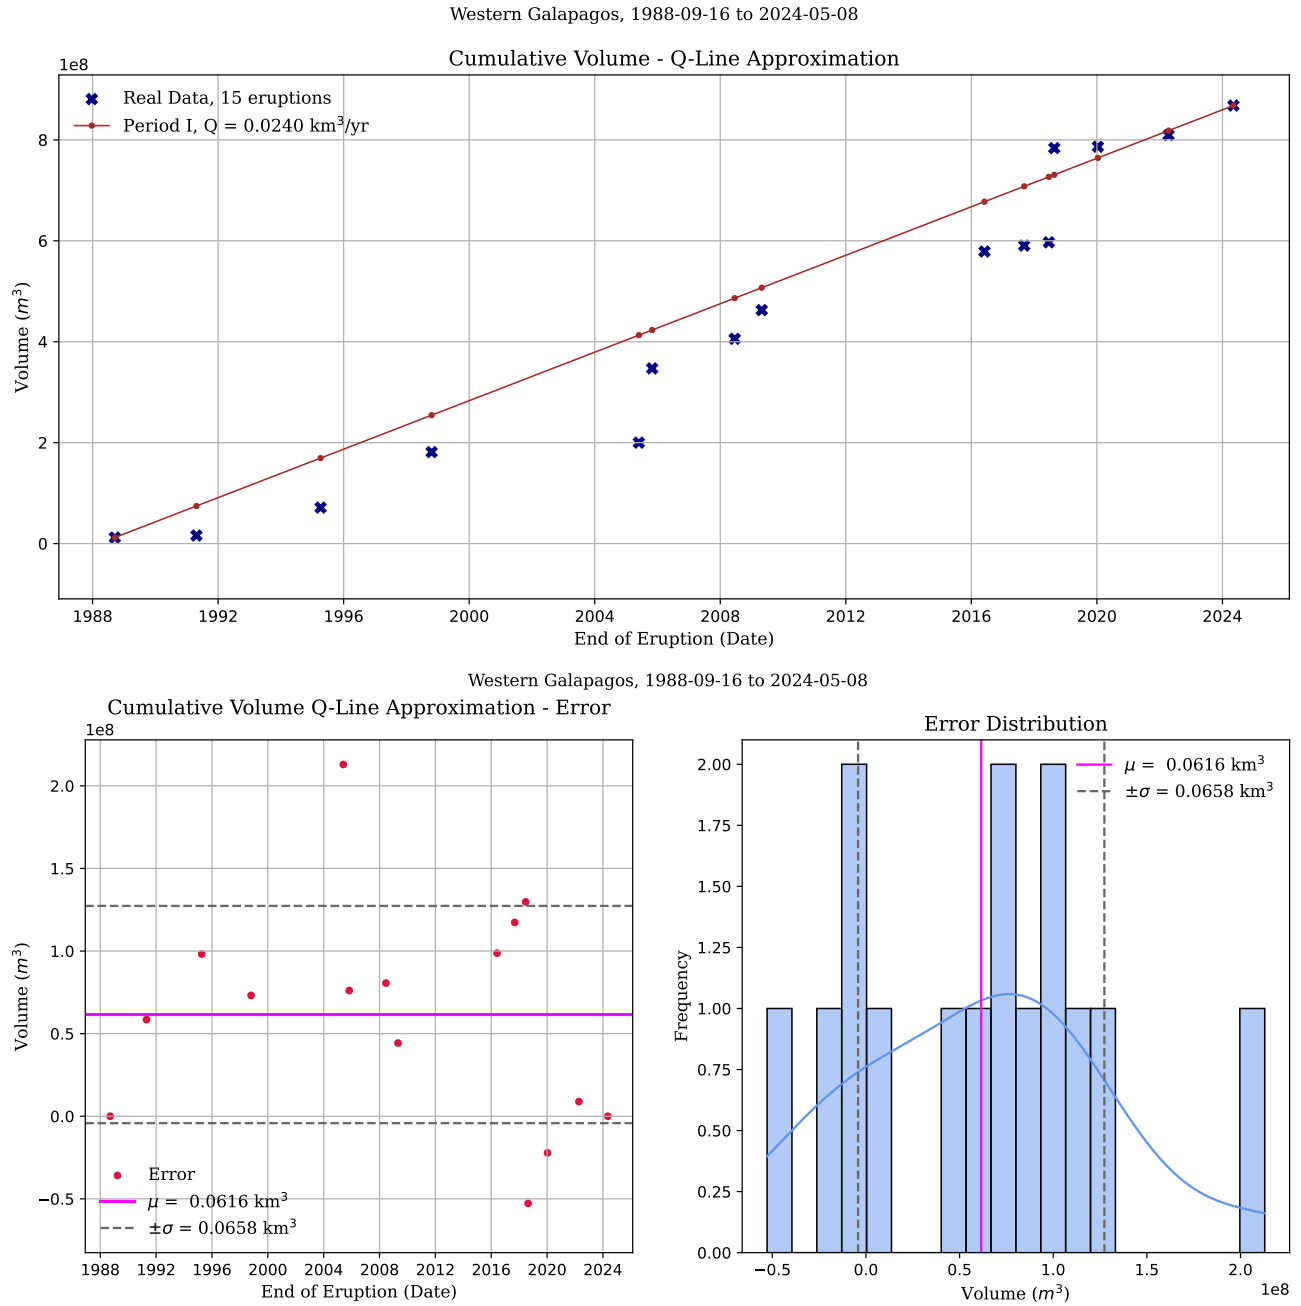 Western Galapagos, 1988-09-16 to 2024-05-08
Cumulative Volume - Q-Line Approximation
1e8
Real Data, 15 eruptions
Period I, Q = 0.0240 km³/yr
8
6
4
2
0
Volume (m³)
1988 1992 1996 2000 2004 2008 2012 2016 2020 2024
End of Eruption (Date)
Western Galapagos, 1988-09-16 to 2024-05-08
Cumulative Volume Q-Line Approximation - Error
1e8
2.0
1.5
1.0
0.5
0.0
−0.5
Volume (m³)
Error
μ = 0.0616 km³
±σ = 0.0658 km³
1988 1992 1996 2000 2004 2008 2012 2016 2020 2024
End of Eruption (Date)
Error Distribution
μ = 0.0616 km³
±σ = 0.0658 km³
2.00
1.75
1.50
1.25
1.00
0.75
0.50
0.25
0.00
Frequency
−0.5 0.0 0.5 1.0 1.5 2.0
1e8
Volume (m³)